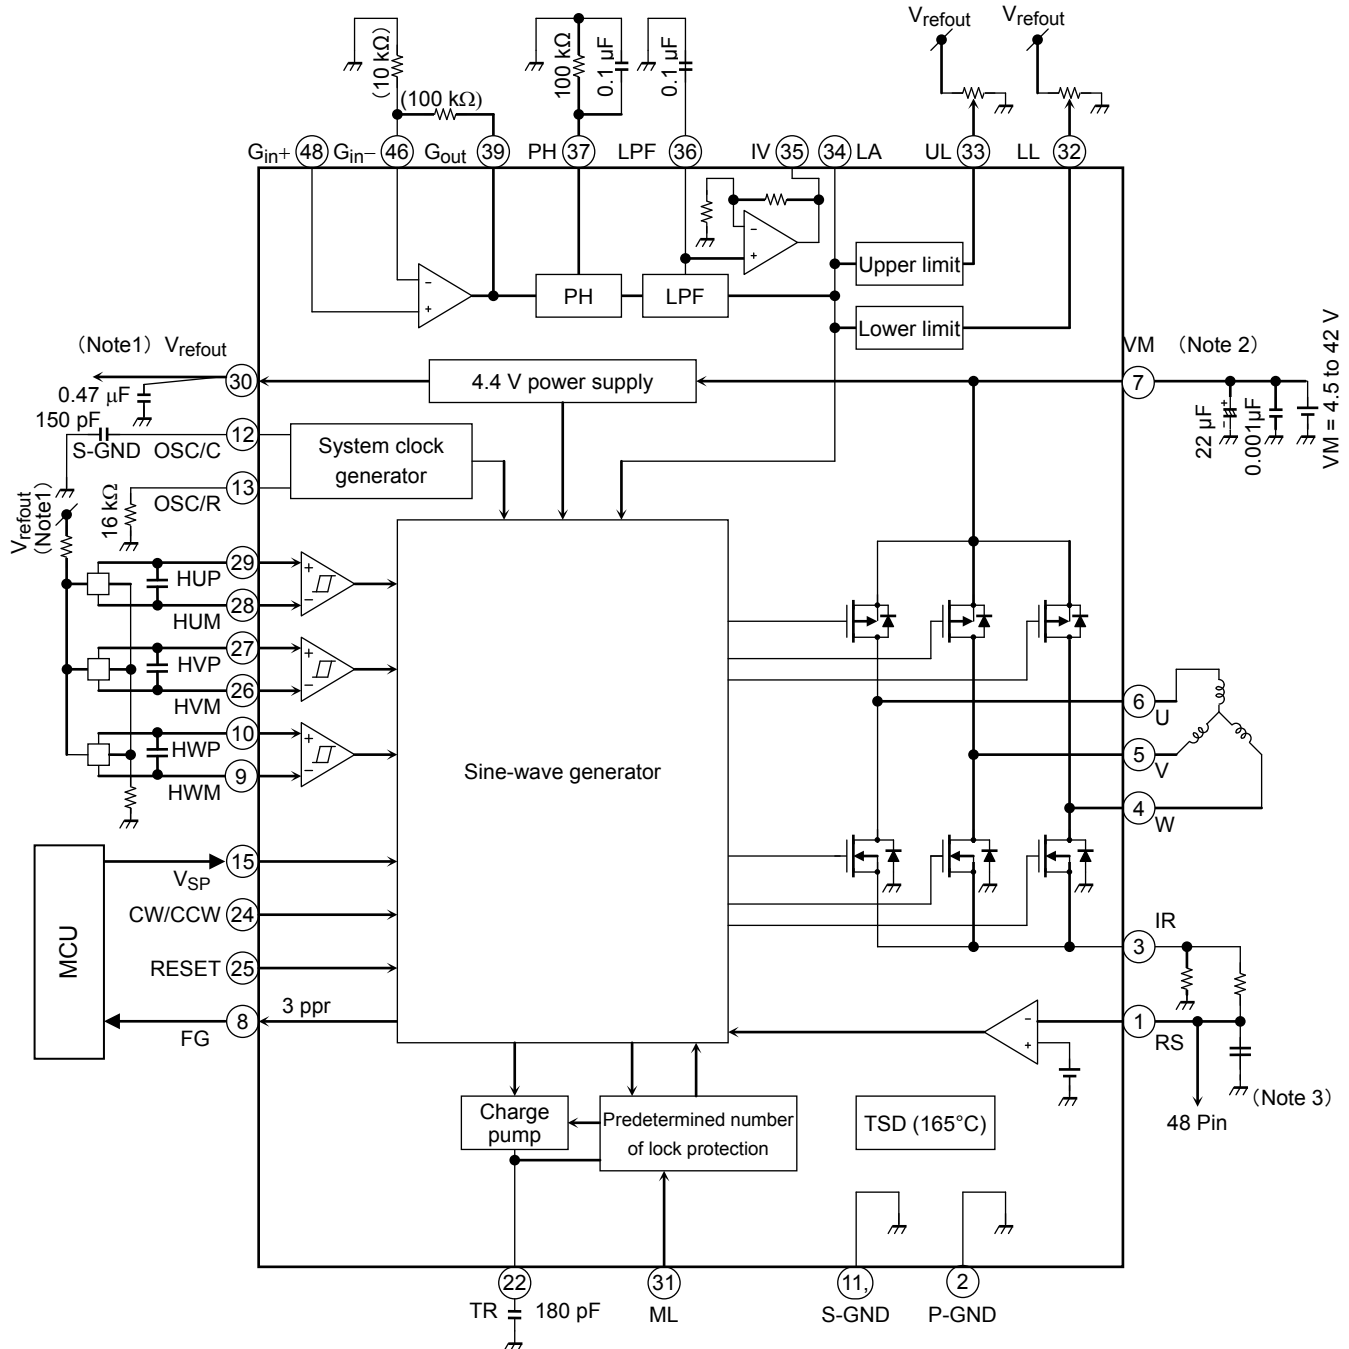 Vrefout
Vrefout
(10 kΩ)
100 kΩ
0.1 μF
0.1 μF
(100 kΩ)
Gin+ 48
Gin− 46
Gout 39
PH 37
LPF 36
IV 35
34 LA
UL 33
LL 32
Upper limit
PH
LPF
Lower limit
(Note1) Vrefout
30
4.4 V power supply
VM (Note 2)
7
VM = 4.5 to 42 V
22 μF
0.001μF
0.47 μF
150 pF
12
S-GND
OSC/C
System clock
generator
13
OSC/R
16 kΩ
Vrefout
(Note1)
29
HUP
28
HUM
27
HVP
26
HVM
10
HWP
9
HWM
Sine-wave generator
6
U
5
V
4
W
MCU
15
VSP
CW/CCW 24
RESET 25
8
FG
3 ppr
IR
3
1
RS
(Note 3)
48 Pin
Charge
pump
Predetermined number
of lock protection
TSD (165°C)
22
TR
180 pF
31
ML
11,
S-GND
2
P-GND